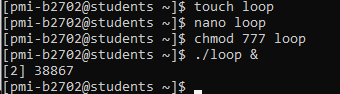 [pmi-b2702@students ~]$ touch loop
[pmi-b2702@students ~]$ nano loop
[pmi-b2702@students ~]$ chmod 777 loop
[pmi-b2702@students ~]$ ./loop &
[2] 38867
[pmi-b2702@students ~]$